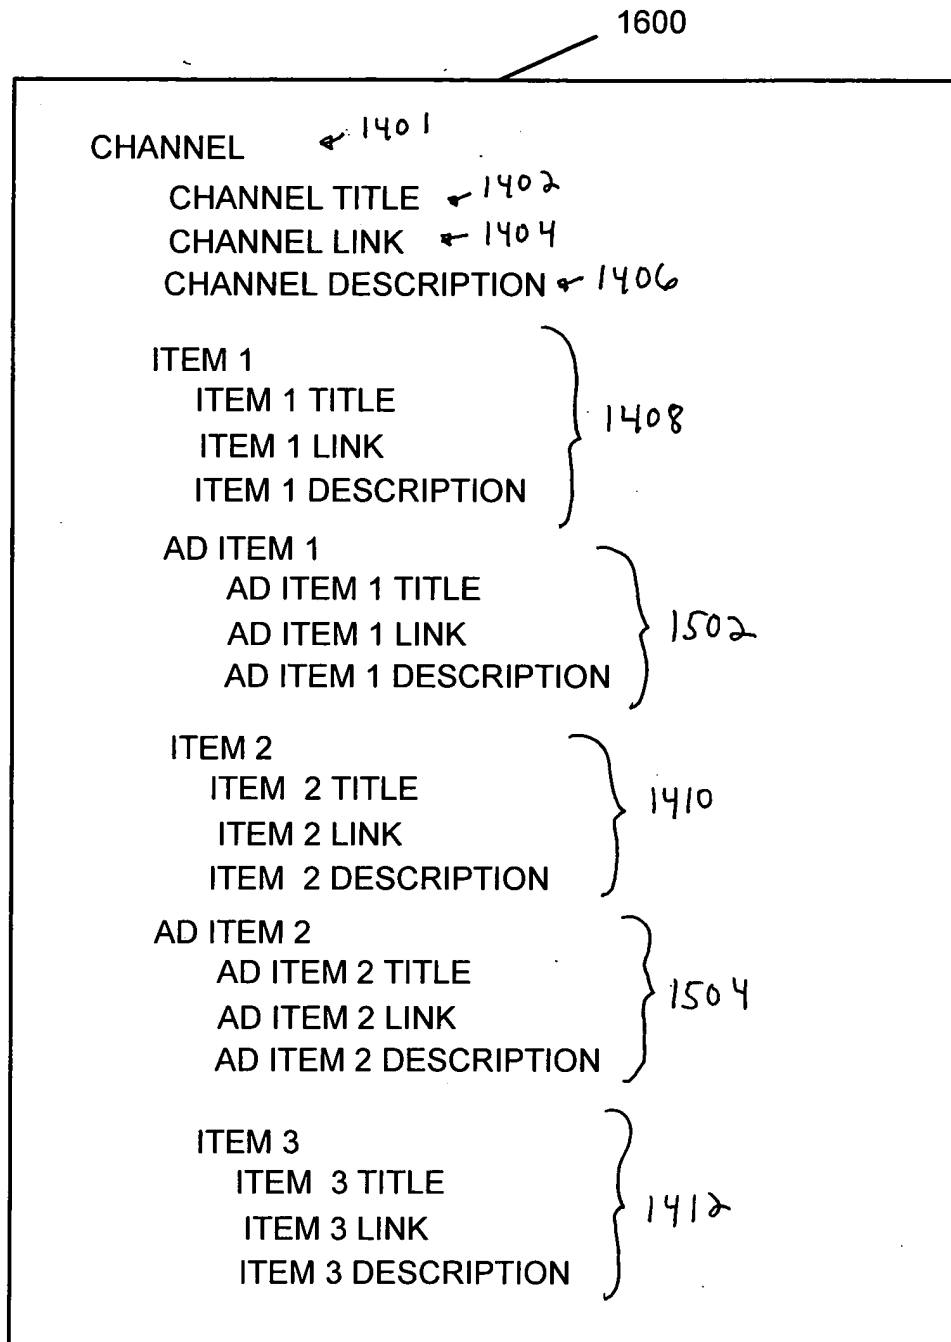 1600
CHANNEL 1401
CHANNEL TITLE 1402
CHANNEL LINK 1404
CHANNEL DESCRIPTION 1406
ITEM 1
ITEM 1 TITLE
1408
ITEM 1 LINK
ITEM 1 DESCRIPTION
AD ITEM 1
AD ITEM 1 TITLE
AD ITEM 1 LINK 1502
AD ITEM 1 DESCRIPTION
ITEM 2
ITEM 2 TITLE
1410
ITEM 2 LINK
ITEM 2 DESCRIPTION
AD ITEM 2
AD ITEM 2 TITLE
1504
AD ITEM 2 LINK
AD ITEM 2 DESCRIPTION
ITEM 3
ITEM 3 TITLE
1412
ITEM 3 LINK
ITEM 3 DESCRIPTION